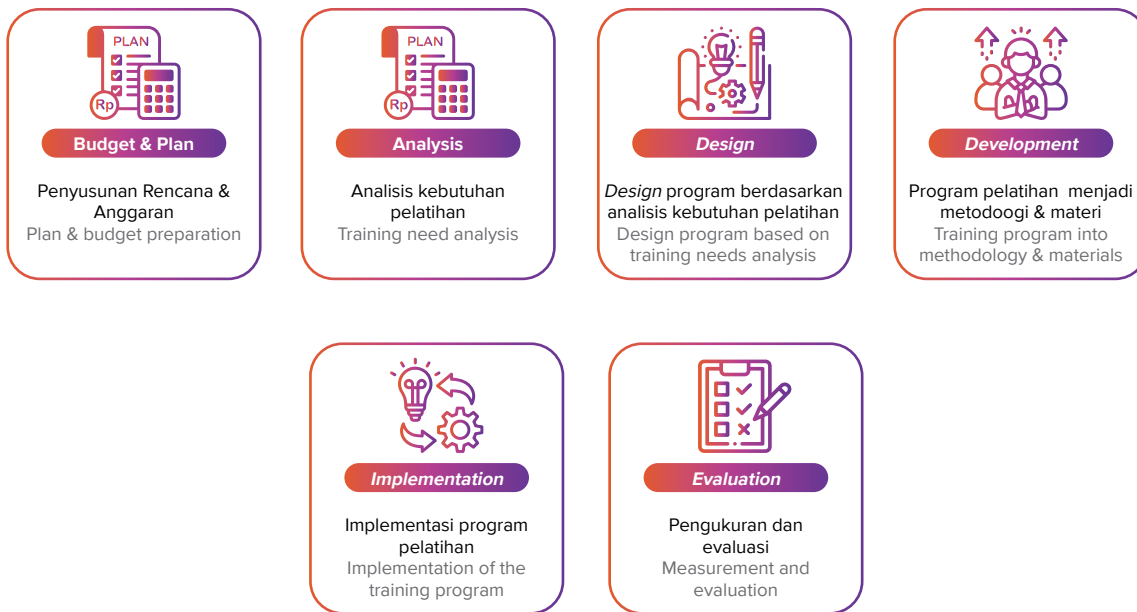 PLAN
Rp
Budget & Plan
Penyusunan Rencana &
Anggaran
Plan & budget preparation
PLAN
Rp
Analysis
Analisis kebutuhan
pelatihan
Training need analysis
Design
Design program berdasarkan
analisis kebutuhan pelatihan
Design program based on
training needs analysis
Development
Program pelatihan menjadi
metodoogi & materi
Training program into
methodology & materials
Implementation
Implementasi program
pelatihan
Implementation of the
training program
Evaluation
Pengukuran dan
evaluasi
Measurement and
evaluation